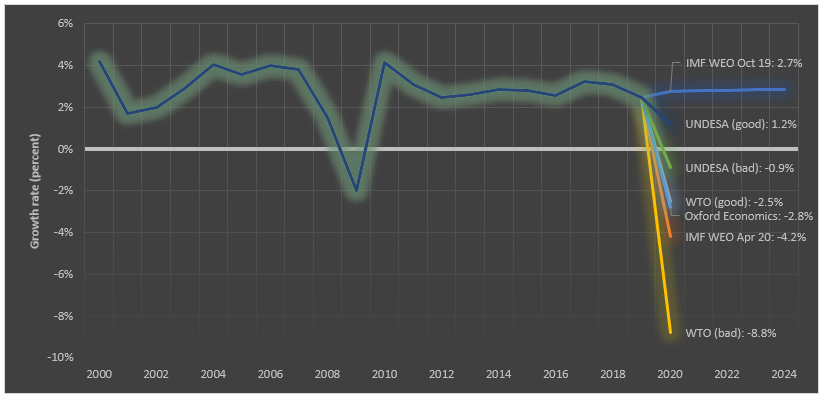 6%
4%
2%
0%
-2%
-4%
-6%
-8%
-10%
Growth rate (percent)
IMF WEO Oct 19: 2.7%
UNDESA (good): 1.2%
UNDESA (bad): -0.9%
WTO (good): -2.5%
Oxford Economics: -2.8%
IMF WEO Apr 20: -4.2%
WTO (bad): -8.8%
2000 2002 2004 2006 2008 2010 2012 2014 2016 2018 2020 2022 2024